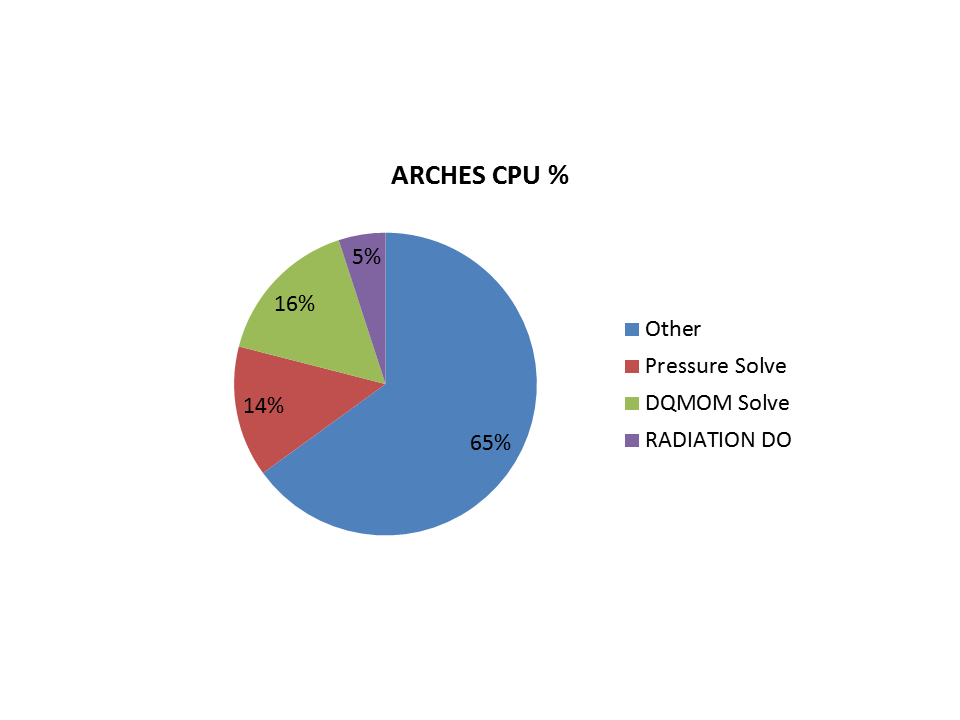 ARCHES CPU %
5%
16%
14%
65%
Other
Pressure Solve
DQMOM Solve
RADIATION DO